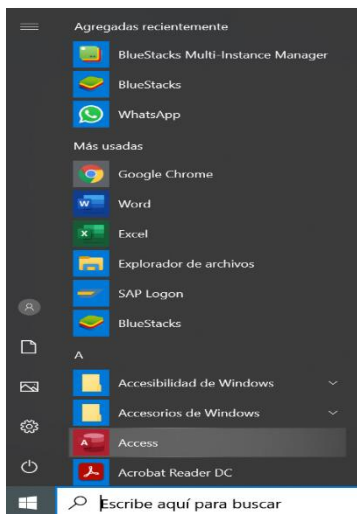 Agregadas recientemente
BlueStacks Multi-Instance Manager
BlueStacks
WhatsApp
Más usadas
Google Chrome
Word
Excel
Explorador de archivos
SAP Logon
BlueStacks
A
Accesibilidad de Windows
Accesorios de Windows
Access
Acrobat Reader DC
Escribe aquí para buscar